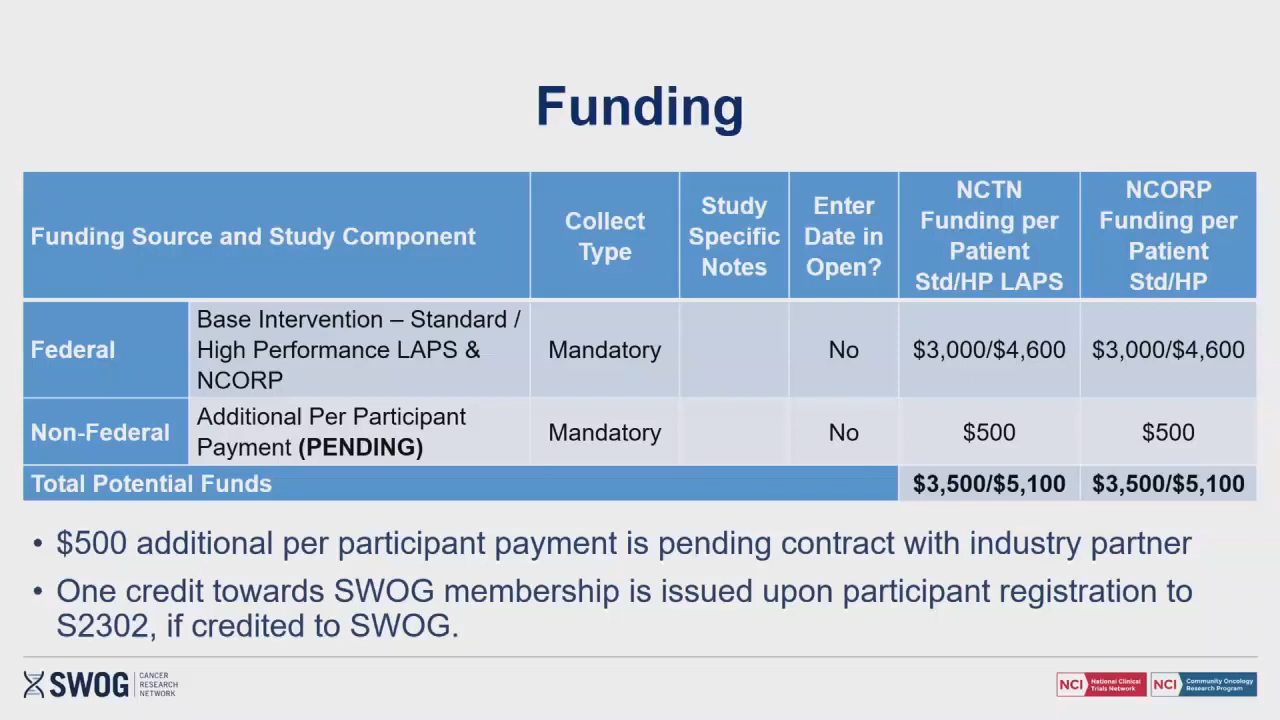 Funding
Funding Source and Study Component
Collect
Type
Study
Specific
Notes
Enter
Date in
Open?
NCTN
Funding per
Patient
Std/HP LAPS
NCORP
Funding per
Patient
Std/HP
Federal
Base Intervention – Standard /
High Performance LAPS &
NCORP
Mandatory
No
$3,000/$4,600
$3,000/$4,600
Non-Federal
Additional Per Participant
Payment (PENDING)
Mandatory
No
$500
$500
Total Potential Funds
$3,500/$5,100
$3,500/$5,100
• $500 additional per participant payment is pending contract with industry partner
• One credit towards SWOG membership is issued upon participant registration to
S2302, if credited to SWOG.
SWOG
CANCER
RESEARCH
NETWORK
NCI
National Clinical
Trials Network
NCI
Community Oncology
Research Program